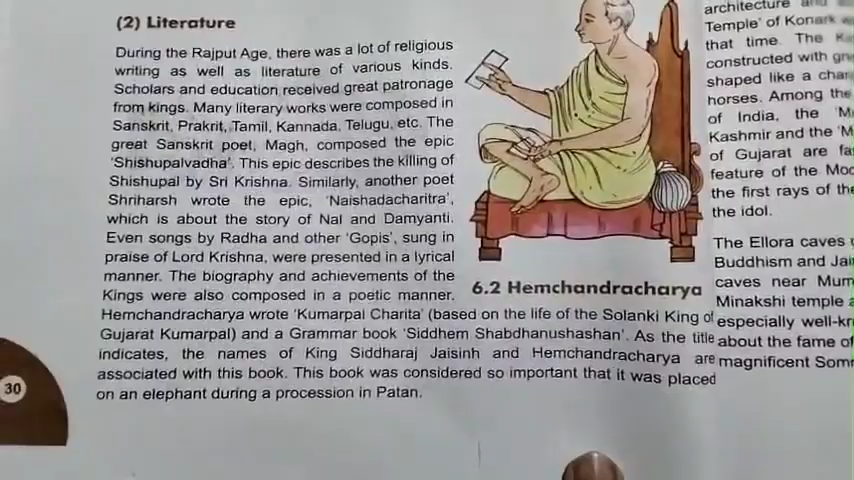 (2) Literature
During the Rajput Age, there was a lot of religious
writing as well as literature of various kinds.
Scholars and education received great patronage
from kings. Many literary works were composed in
Sanskrit, Prakrit, Tamil, Kannada, Telugu, etc. The
great Sanskrit poet, Magh, composed the epic
'Shishupalvadha'. This epic describes the killing of
Shishupal by Sri Krishna. Similarly, another poet
Shriharsh wrote the epic, 'Naishadacharitra',
which is about the story of Nal and Damyanti.
Even songs by Radha and other 'Gopis', sung in
praise of Lord Krishna, were presented in a lyrical
manner. The biography and achievements of the
Kings were also composed in a poetic manner.
Hemchandracharya wrote 'Kumarpal Charita' (based on the life of the Solanki King of
Gujarat Kumarpal) and a Grammar book 'Siddhem Shabdhanushashan'. As the title
indicates, the names of King Siddharaj Jaisinh and Hemchandracharya are
associated with this book. This book was considered so important that it was placed
on an elephant during a procession in Patan.
6.2 Hemchandracharya
30
architecture and
Temple' of Konark
that time. The
constructed with
shaped like a
horses. Among the
of India, the
Kashmir and the
of Gujarat are
feature of the
the first rays of the
the idol.
The Ellora caves
Buddhism and
caves near
Minakshi temple
especially
about the fame of
magnificent